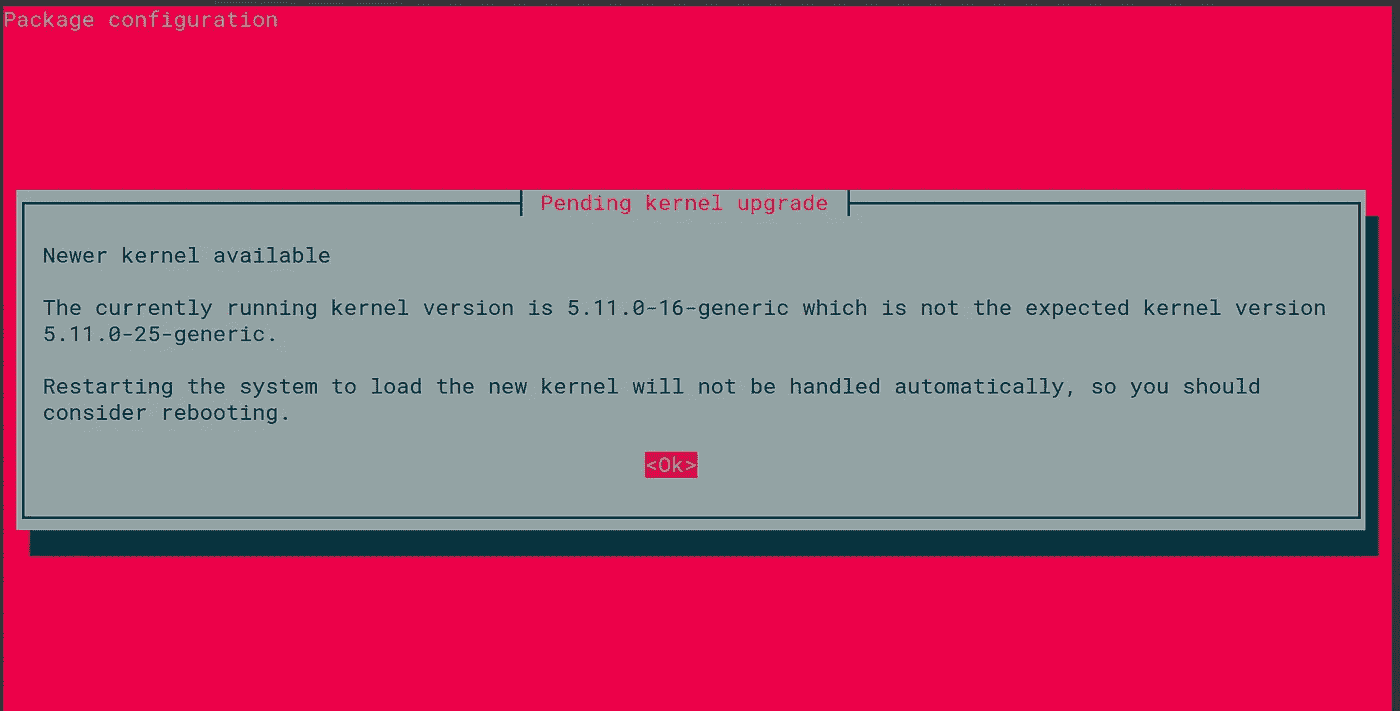 Package configuration
Pending kernel upgrade
Newer kernel available
The currently running kernel version is 5.11.0-16-generic which is not the expected kernel version
5.11.0-25-generic.
Restarting the system to load the new kernel will not be handled automatically, so you should
consider rebooting.
<Ok>